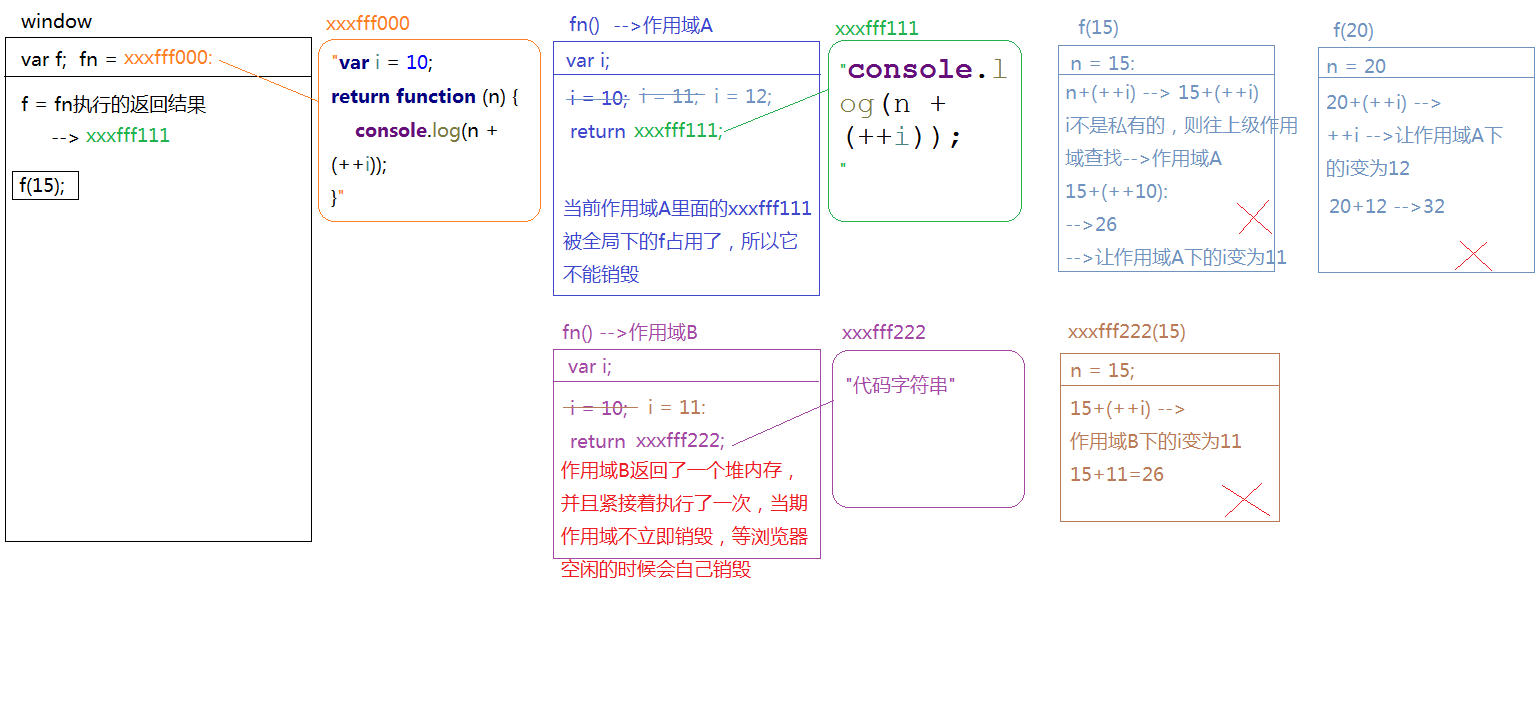 window
var f;  fn = xxxfff000:
f = fn执行的返回结果
--> xxxfff111
f(15);
xxxfff000
"var i = 10;
return function (n) {
console.log(n +
(++i));
}"
fn()  -->作用域A
var i;
i = 10;  i = 11;  i = 12;
return  xxxfff111;
当前作用域A里面的xxxfff111
被全局下的f占用了，所以它
不能销毁
xxxfff111
"console.l
og(n +
(++i));
"
f(15)
n = 15:
n+(++i) --> 15+(++i)
i不是私有的，则往上级作用
域查找-->作用域A
15+(++10):
-->26
-->让作用域A下的i变为11
f(20)
n = 20
20+(++i) -->
++i -->让作用域A下
的i变为12
20+12 -->32
fn() -->作用域B
var i;
i = 10;  i = 11:
return  xxxfff222;
作用域B返回了一个堆内存，
并且紧接着执行了一次，当期
作用域不立即销毁，等浏览器
空闲的时候会自己销毁
xxxfff222
"代码字符串"
xxxfff222(15)
n = 15;
15+(++i) -->
作用域B下的i变为11
15+11=26